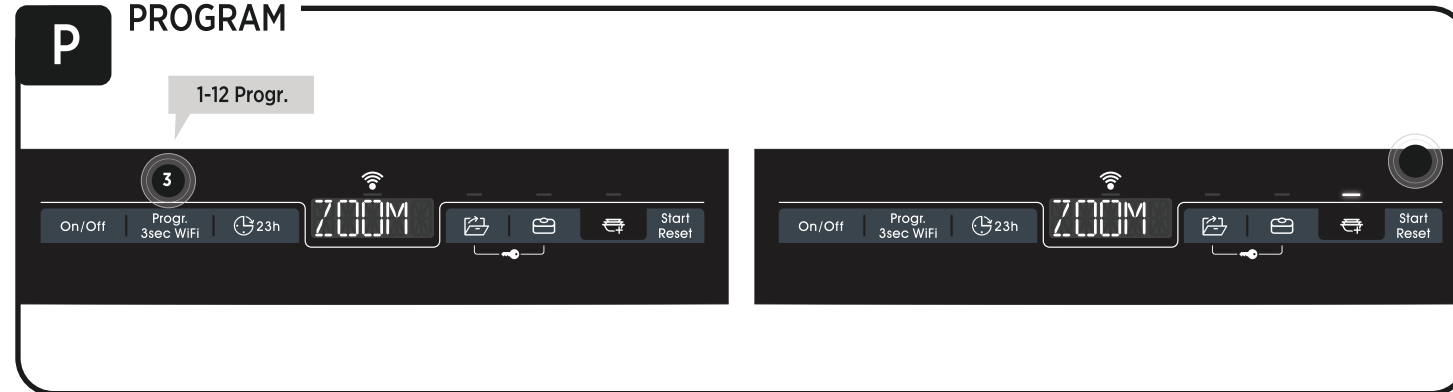 P
PROGRAM
1-12 Progr.
3
On/Off
Progr.
3sec WiFi
23h
ZOOM
Start
Reset
On/Off
Progr.
3sec WiFi
23h
ZOOM
Start
Reset